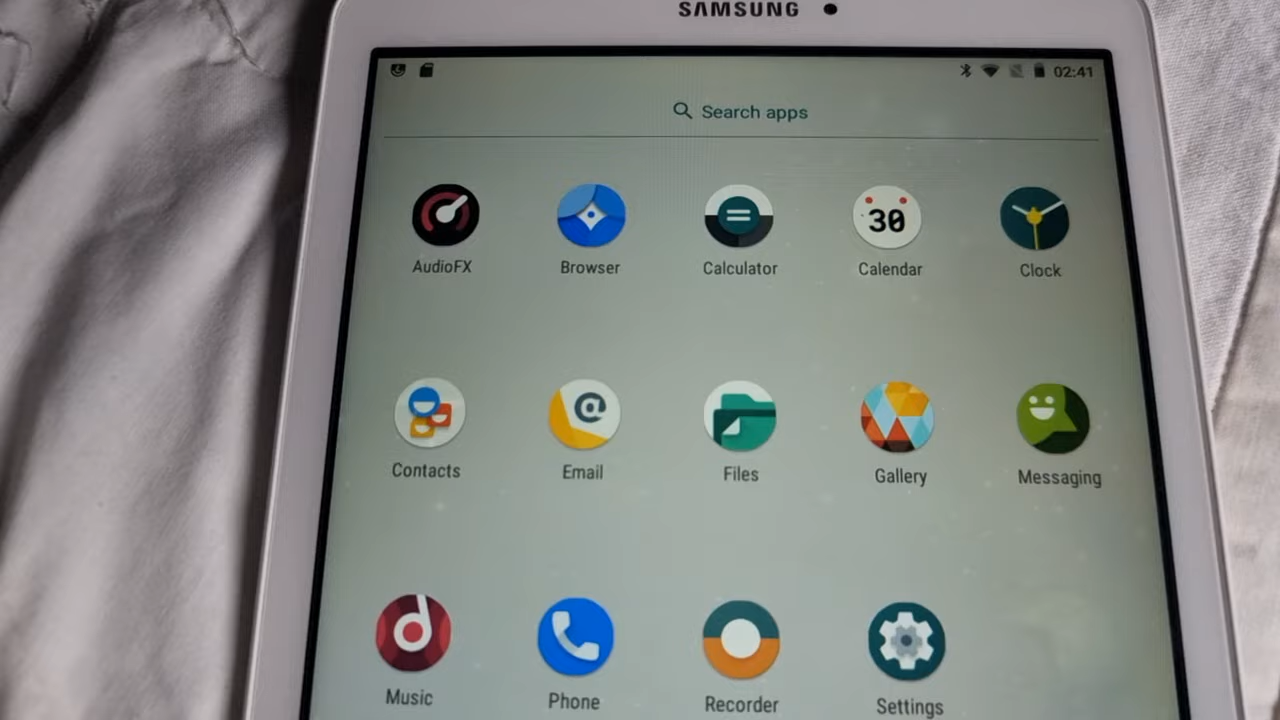 SAMSUNG
02:41
Search apps
30
AudioFX Browser Calculator Calendar Clock
@
Contacts Email Files Gallery Messaging
Music Phone Recorder Settings